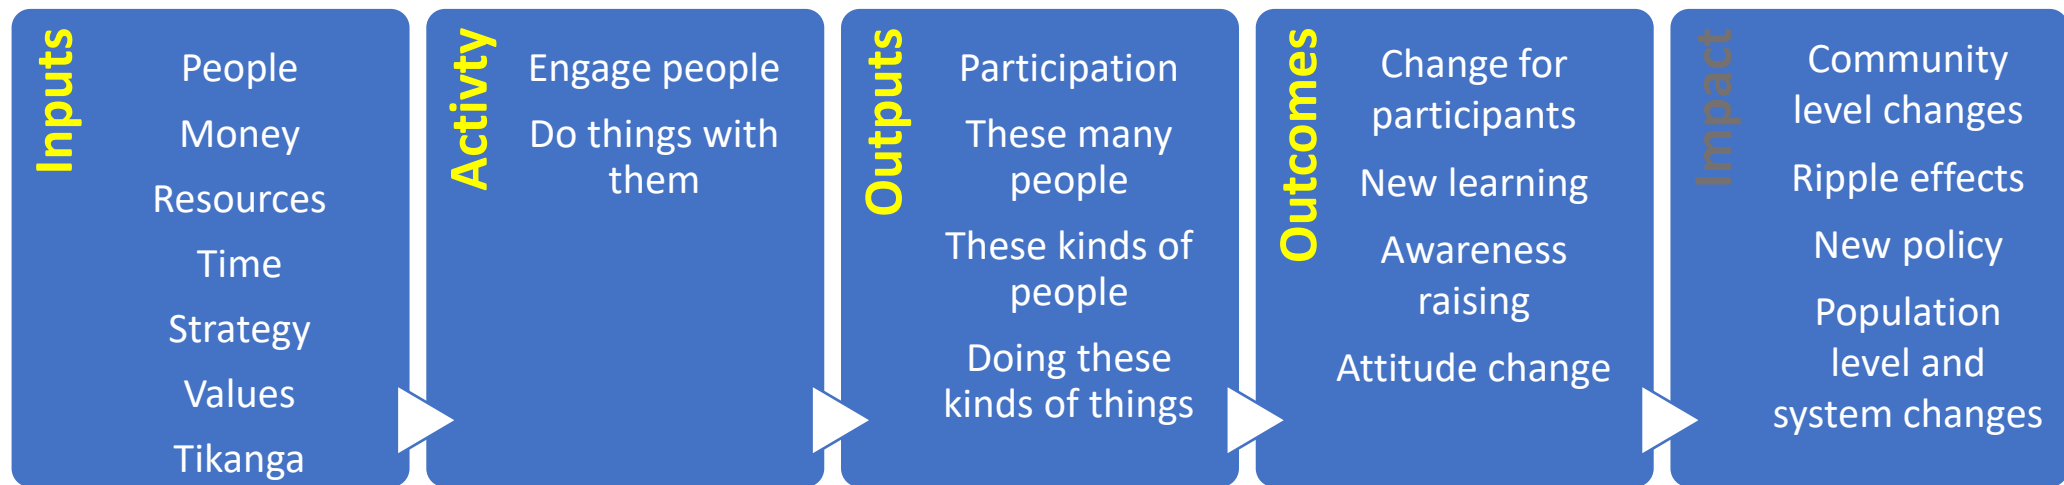 Inputs
People
Money
Resources
Time
Strategy
Values
Tikanga
Activty
Engage people
Do things with
them
Outputs
Participation
These many
people
These kinds of
people
Doing these
kinds of things
Outcomes
Change for
participants
New learning
Awareness
raising
Attitude change
Impact
Community
level changes
Ripple effects
New policy
Population
level and
system changes